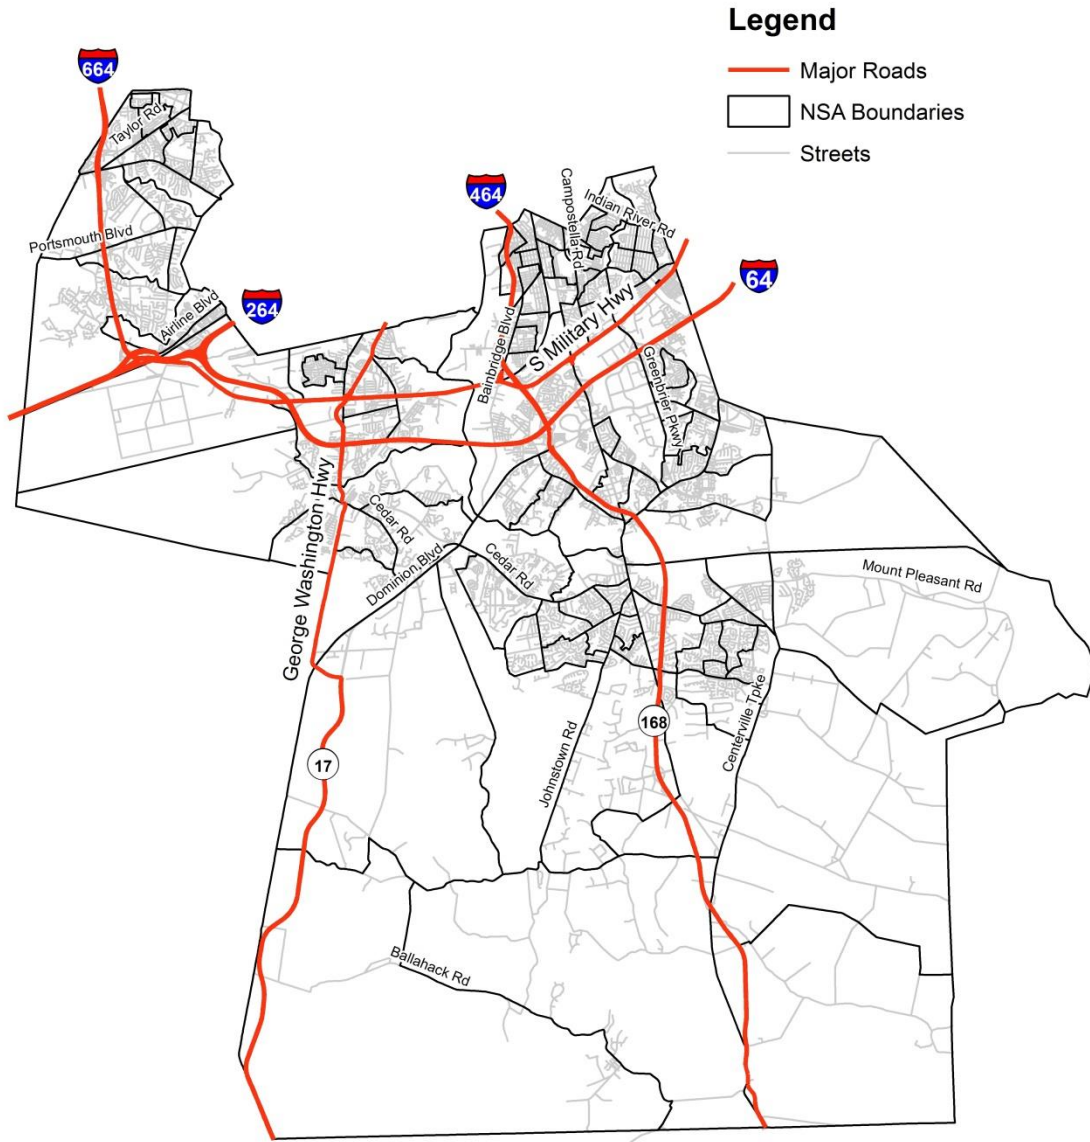 Legend
Major Roads
NSA Boundaries
Streets
664
Taylor Rd
Portsmouth Blvd
Airline Blvd
264
464
Campostella Rd
Indian River Rd
64
S Military Hwy
Bainbridge Blvd
Greenbrier Pkwy
George Washington Hwy
Cedar Rd
Dominion Blvd
Cedar Rd
Mount Pleasant Rd
Centerville Tpke
Johnstown Rd
168
17
Ballahack Rd